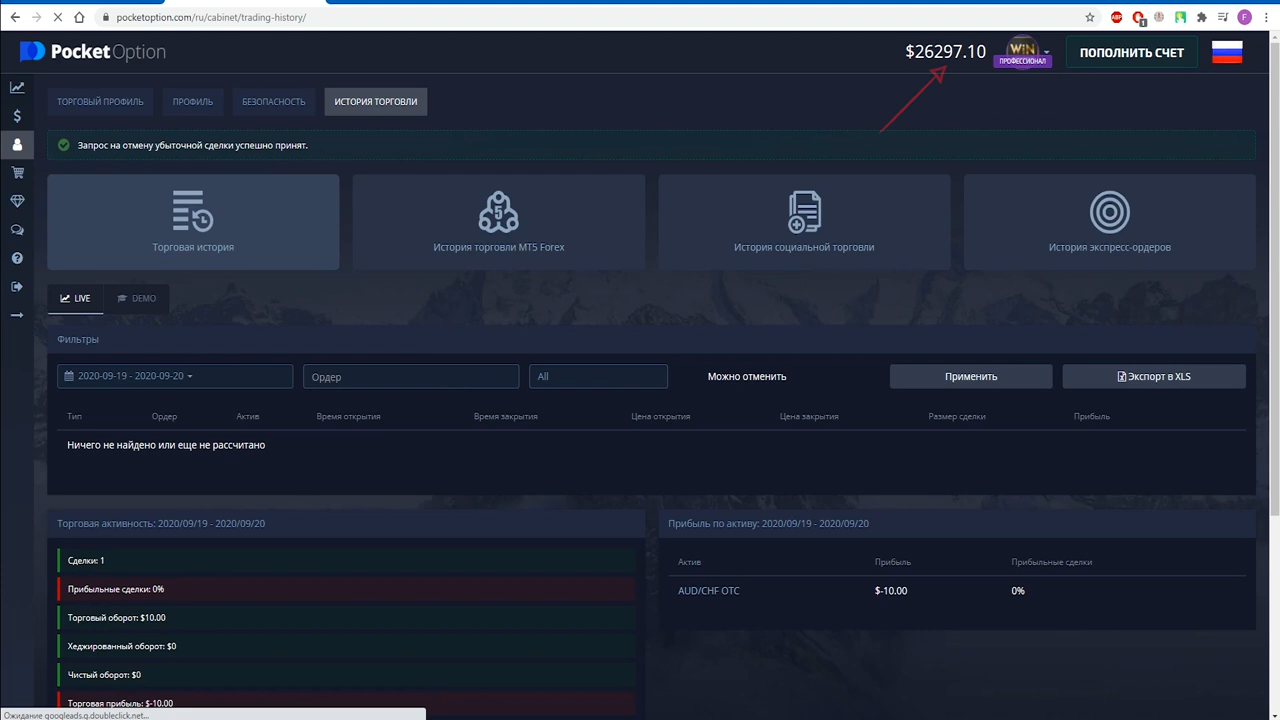 pocketoption.com/ru/cabinet/trading-history/
ABP
1
F
PocketOption
$26297.10
WIN
ПРОФЕССИОНАЛ
ПОПОЛНИТЬ СЧЕТ
ТОРГОВЫЙ ПРОФИЛЬ
ПРОФИЛЬ
БЕЗОПАСНОСТЬ
ИСТОРИЯ ТОРГОВЛИ
Запрос на отмену убыточной сделки успешно принят.
Торговая история
5
История торговли MT5 Forex
История социальной торговли
История экспресс-ордеров
LIVE
DEMO
Фильтры
2020-09-19 - 2020-09-20
Ордер
All
Можно отменить
Применить
Экспорт в XLS
Тип Ордер Актив Время открытия Время закрытия Цена открытия Цена закрытия Размер сделки Прибыль
Ничего не найдено или еще не рассчитано
Торговая активность: 2020/09/19 - 2020/09/20
Сделки: 1
Прибыльные сделки: 0%
Торговый оборот: $10.00
Хеджированный оборот: $0
Чистый оборот: $0
Торговая прибыль: $-10.00
Прибыль по активу: 2020/09/19 - 2020/09/20
Актив Прибыль Прибыльные сделки
AUD/CHF OTC $-10.00 0%
Ожидание googleads.g.doubleclick.net...